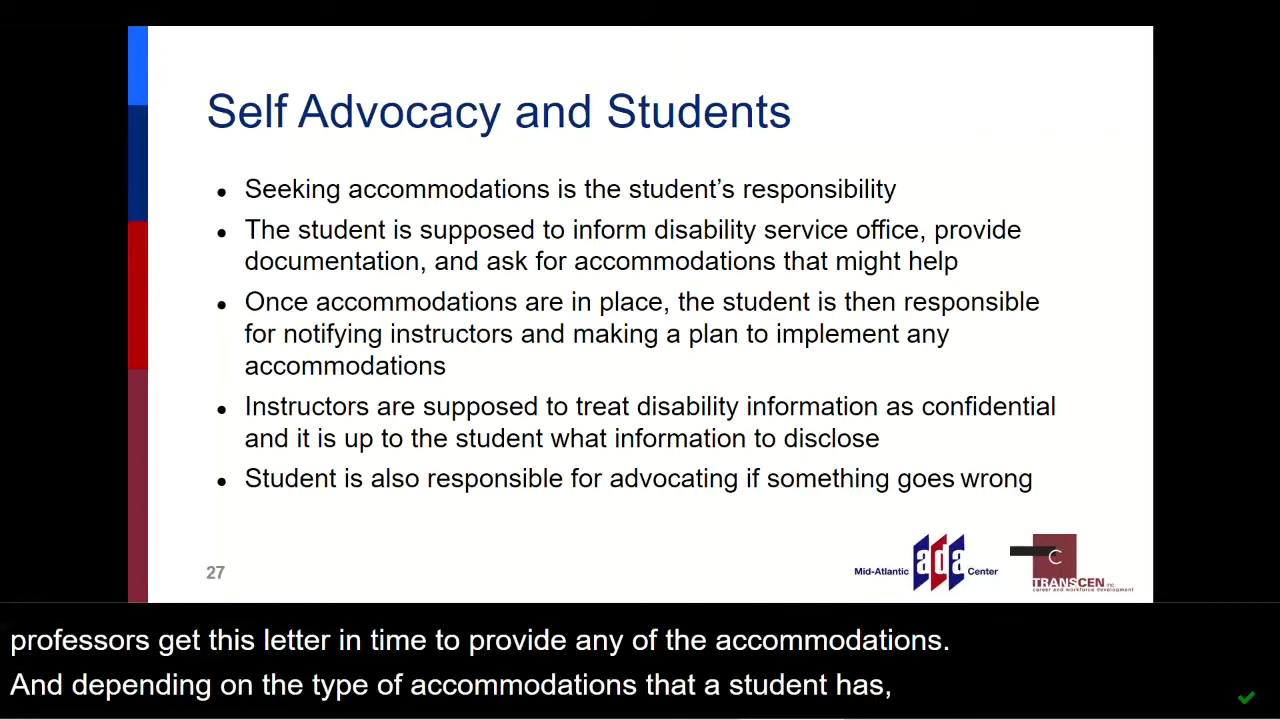 Self Advocacy and Students
• Seeking accommodations is the student’s responsibility
• The student is supposed to inform disability service office, provide
documentation, and ask for accommodations that might help
• Once accommodations are in place, the student is then responsible
for notifying instructors and making a plan to implement any
accommodations
• Instructors are supposed to treat disability information as confidential
and it is up to the student what information to disclose
• Student is also responsible for advocating if something goes wrong
27
Mid-Atlantic ada Center
C
TRANSCEN inc.
career and workforce development
professors get this letter in time to provide any of the accommodations.
And depending on the type of accommodations that a student has,